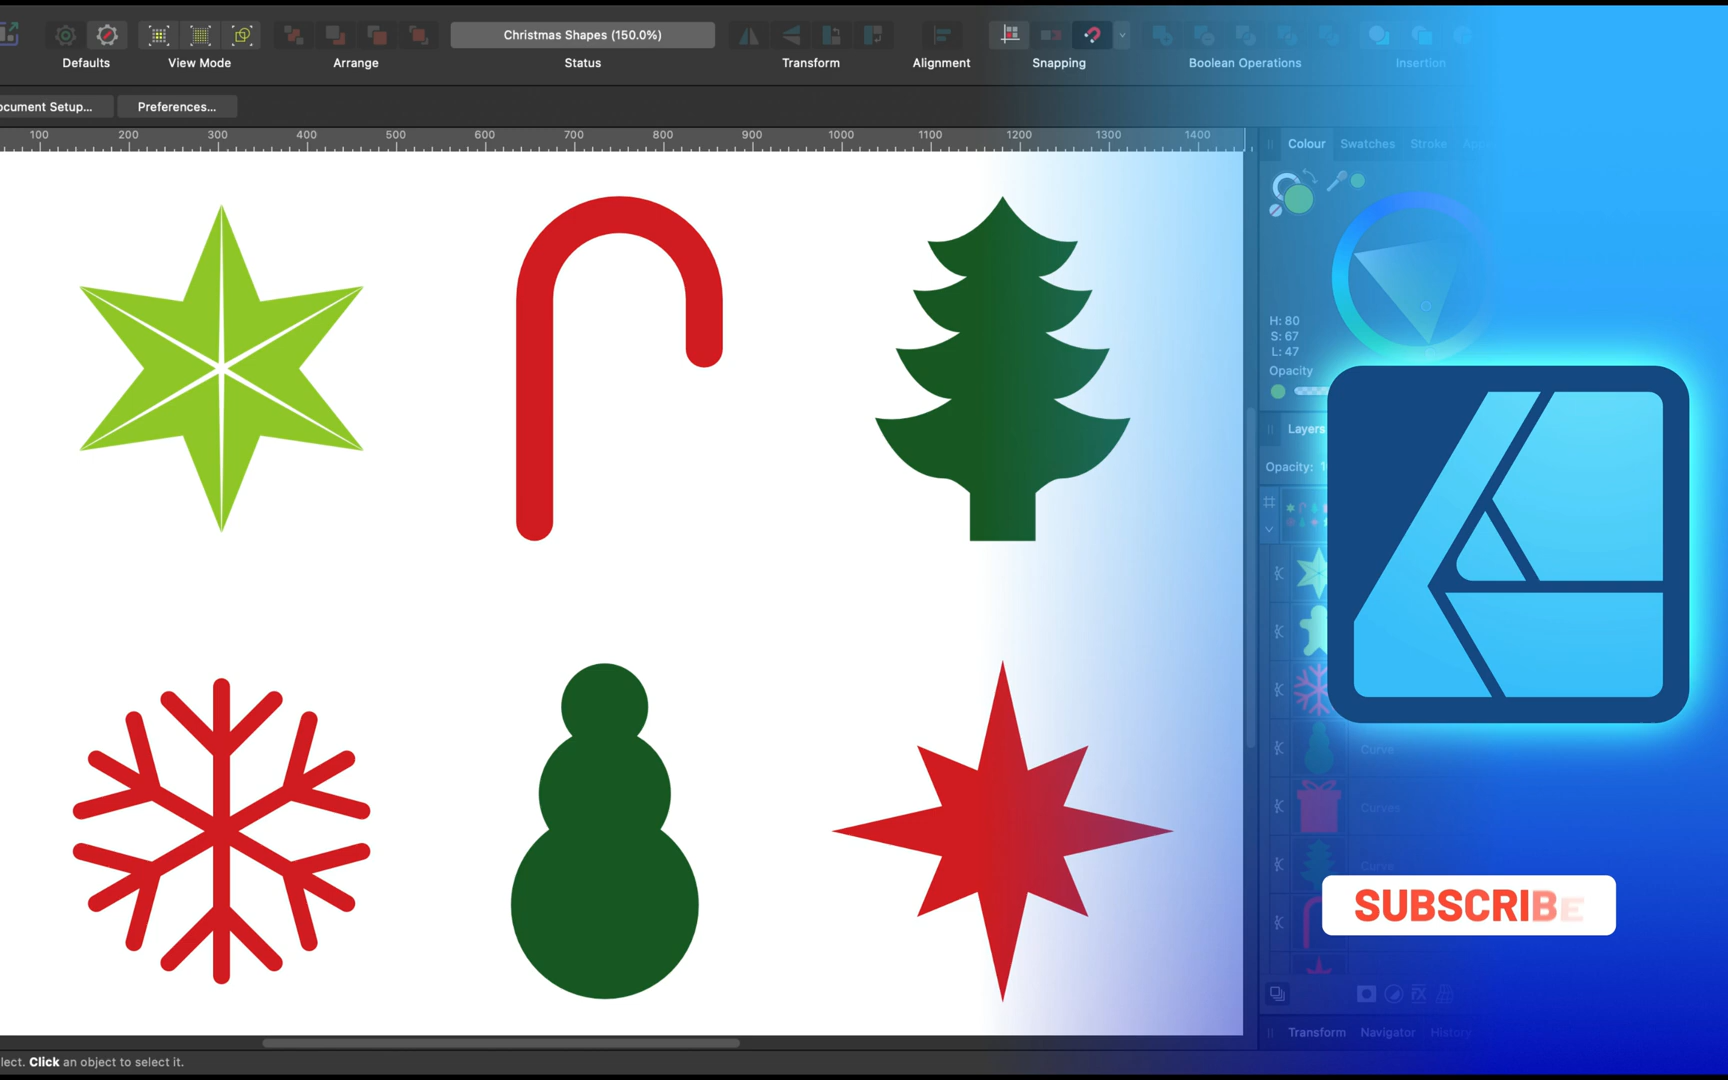 Christmas Shapes (150.0%)
Defaults
View Mode
Arrange
Status
Transform
Alignment
Snapping
Boolean Operations
Insertion
ocument Setup...
Preferences...
100 200 300 400 500 600 700 800 900 1000 1100 1200 1300 1400
Colour Swatches Stroke
H: 80
S: 67
L: 47
Opacity
Layers
Opacity:
Curve
Curves
Curve
SUBSCRIBE
FX
Transform Navigator History
lect. Click an object to select it.